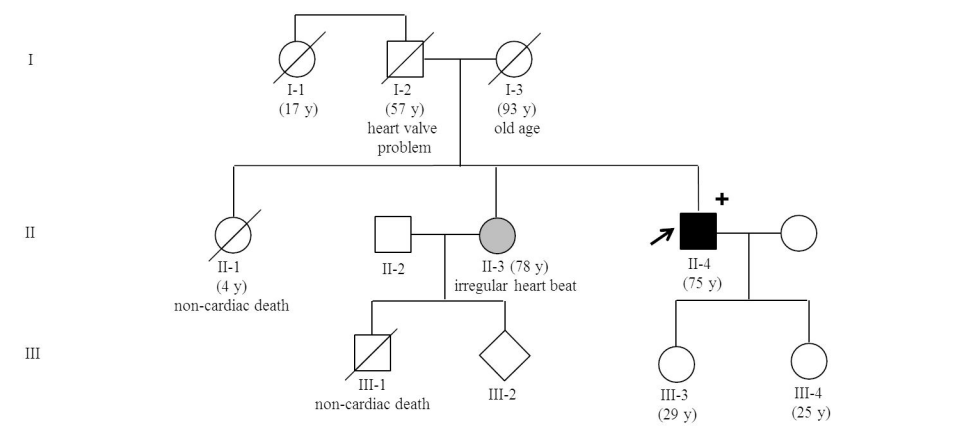 I
I-1
(17 y)
I-2
(57 y)
heart valve
problem
I-3
(93 y)
old age
+
II
II-1
(4 y)
non-cardiac death
II-2
II-3 (78 y)
irregular heart beat
II-4
(75 y)
III
III-1
non-cardiac death
III-2
III-3
(29 y)
III-4
(25 y)